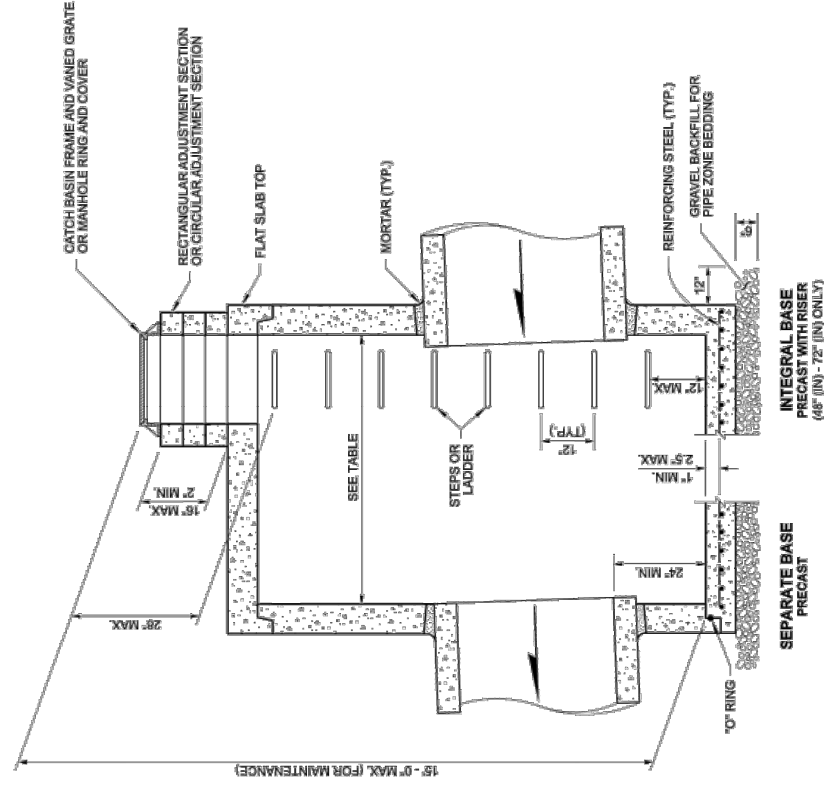 CATCH BASIN FRAME AND VANED GRATE
OR MANHOLE RING AND COVER
RECTANGULAR ADJUSTMENT SECTION
OR CIRCULAR ADJUSTMENT SECTION
FLAT SLAB TOP
MORTAR (TYP.)
REINFORCING STEEL (TYP.)
GRAVEL BACKFILL FOR
PIPE ZONE BEDDING
6"
12"
INTEGRAL BASE
PRECAST WITH RISER
(48" (IN) - 72" (IN) ONLY)
12" MAX.
12"
(TYP.)
STEPS OR
LADDER
SEE TABLE
16" MAX.
2" MIN.
28" MAX.
2.5" MAX.
1" MIN.
24" MIN.
SEPARATE BASE
PRECAST
"O" RING
15' - 0" MAX. (FOR MAINTENANCE)